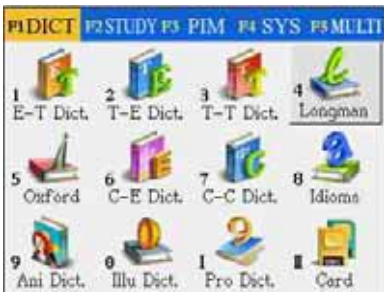 F1 DICT F2 STUDY F3 PIM F4 SYS F5 MULTI
1 2 3 4
E-T Dict. T-E Dict. T-T Dict. Longman
5 6 7 8
Oxford C-E Dict. C-C Dict. Idioms
9 0
Ani Dict. Illu Dict. Pro Dict. Card